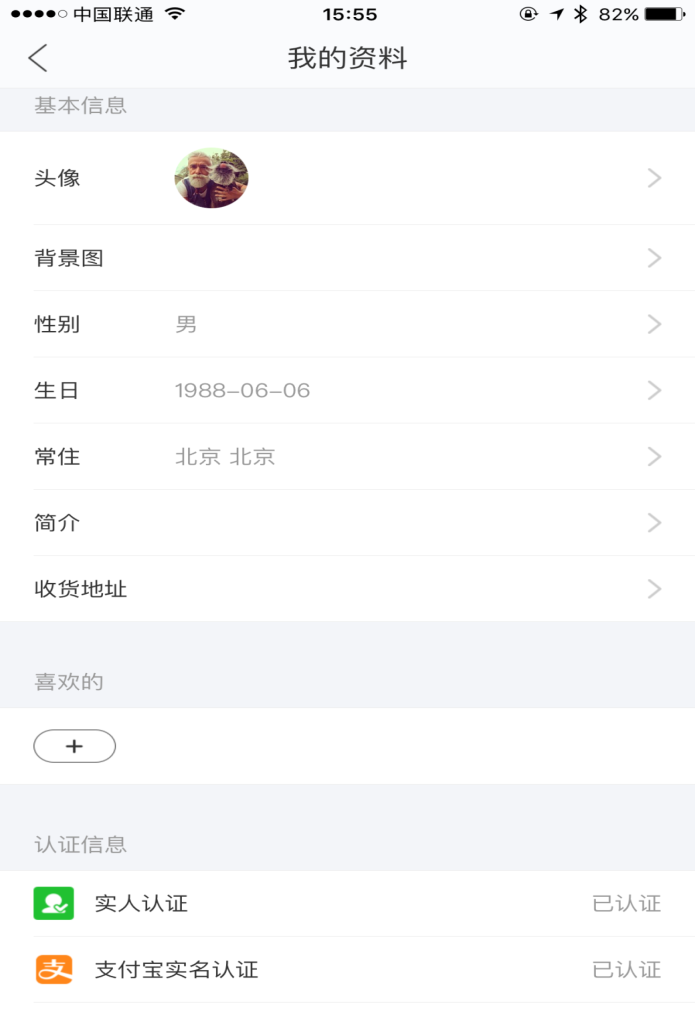 中国联通 15:55 82%
我的资料
基本信息
头像
背景图
性别 男
生日 1988-06-06
常住 北京 北京
简介
收货地址
喜欢的
+
认证信息
实人认证 已认证
支 支付宝实名认证 已认证